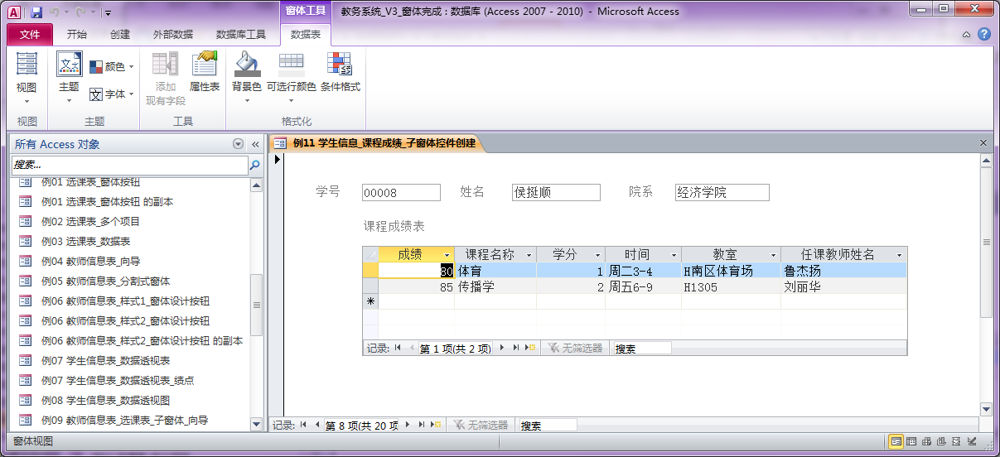 窗体工具
教务系统_V3_窗体完成 : 数据库 (Access 2007 - 2010) - Microsoft Access
文件 开始 创建 外部数据 数据库工具 数据表
视图 主题 颜色 字体 添加 现有字段 属性表 背景色 可选行颜色 条件格式
视图 主题 工具 格式化
所有 Access 对象
搜索...
例01 选课表_窗体按钮
例01 选课表_窗体按钮 的副本
例02 选课表_多个项目
例03 选课表_数据表
例04 教师信息表_向导
例05 教师信息表_分割式窗体
例06 教师信息表_样式1_窗体设计按钮
例06 教师信息表_样式2_窗体设计按钮
例06 教师信息表_样式2_窗体设计按钮 的副本
例07 学生信息表_数据透视表
例07 学生信息表_数据透视表_绩点
例08 学生信息表_数据透视图
例09 教师信息表_选课表_子窗体_向导
例11 学生信息_课程成绩_子窗体控件创建
学号 00008 姓名 侯挺顺 院系 经济学院
课程成绩表
成绩 课程名称 学分 时间 教室 任课教师姓名
80 体育 1 周二3-4 H南区体育场 鲁杰扬
85 传播学 2 周五6-9 H1305 刘丽华
记录: 第 1 项(共 2 项) 无筛选器 搜索
记录: 第 8 项(共 20 项 无筛选器 搜索
窗体视图